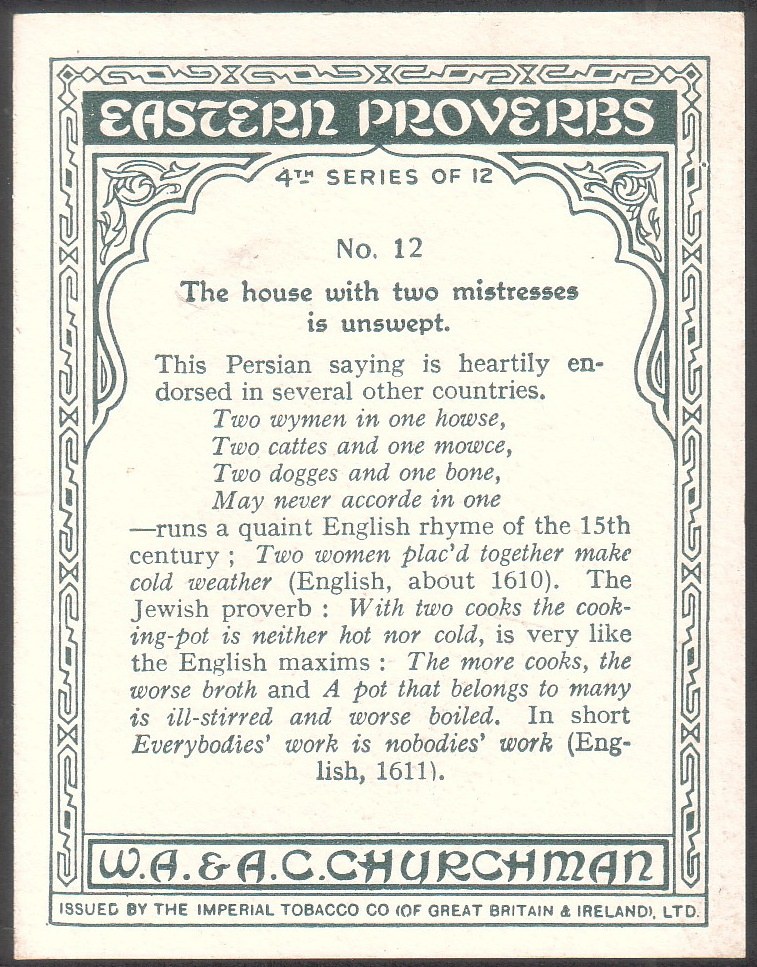 EASTERN PROVERBS
4TH SERIES OF 12
No. 12
The house with two mistresses
is unswept.
This Persian saying is heartily en-
dorsed in several other countries.
Two wymen in one howse,
Two cattes and one mowce,
Two dogges and one bone,
May never accorde in one
—runs a quaint English rhyme of the 15th
century ; Two women plac'd together make
cold weather (English, about 1610). The
Jewish proverb : With two cooks the cook-
ing-pot is neither hot nor cold, is very like
the English maxims : The more cooks, the
worse broth and A pot that belongs to many
is ill-stirred and worse boiled. In short
Everybodies' work is nobodies' work (Eng-
lish, 1611).
W.A. & A.C. CHURCHMAN
ISSUED BY THE IMPERIAL TOBACCO CO (OF GREAT BRITAIN & IRELAND), LTD.